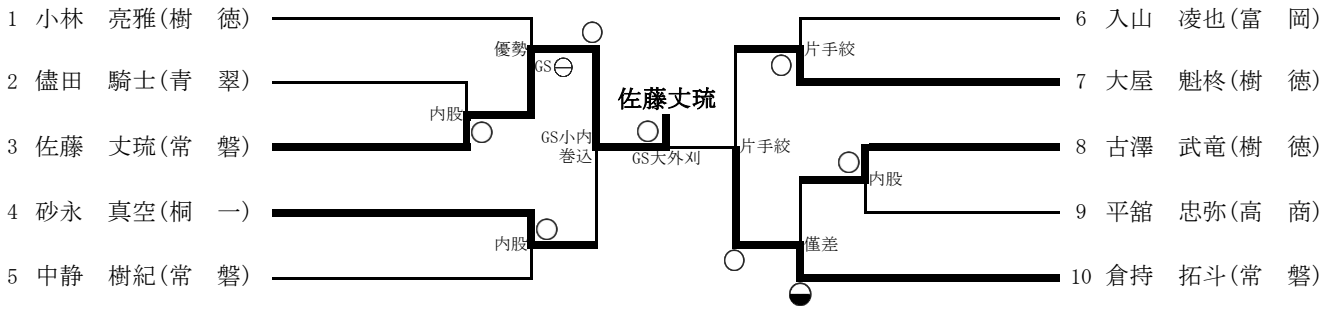 1 小林 亮雅(樹 徳)
2 儘田 騎士(青 翠)
3 佐藤 丈琉(常 磐)
4 砂永 真空(桐 一)
5 中静 樹紀(常 磐)
優勢
GS
内股
GS小内
巻込
内股
佐藤丈琉
GS大外刈
片手絞
片手絞
内股
僅差
6 入山 凌也(富 岡)
7 大屋 魁柊(樹 徳)
8 古澤 武竜(樹 徳)
9 平舘 忠弥(高 商)
10 倉持 拓斗(常 磐)